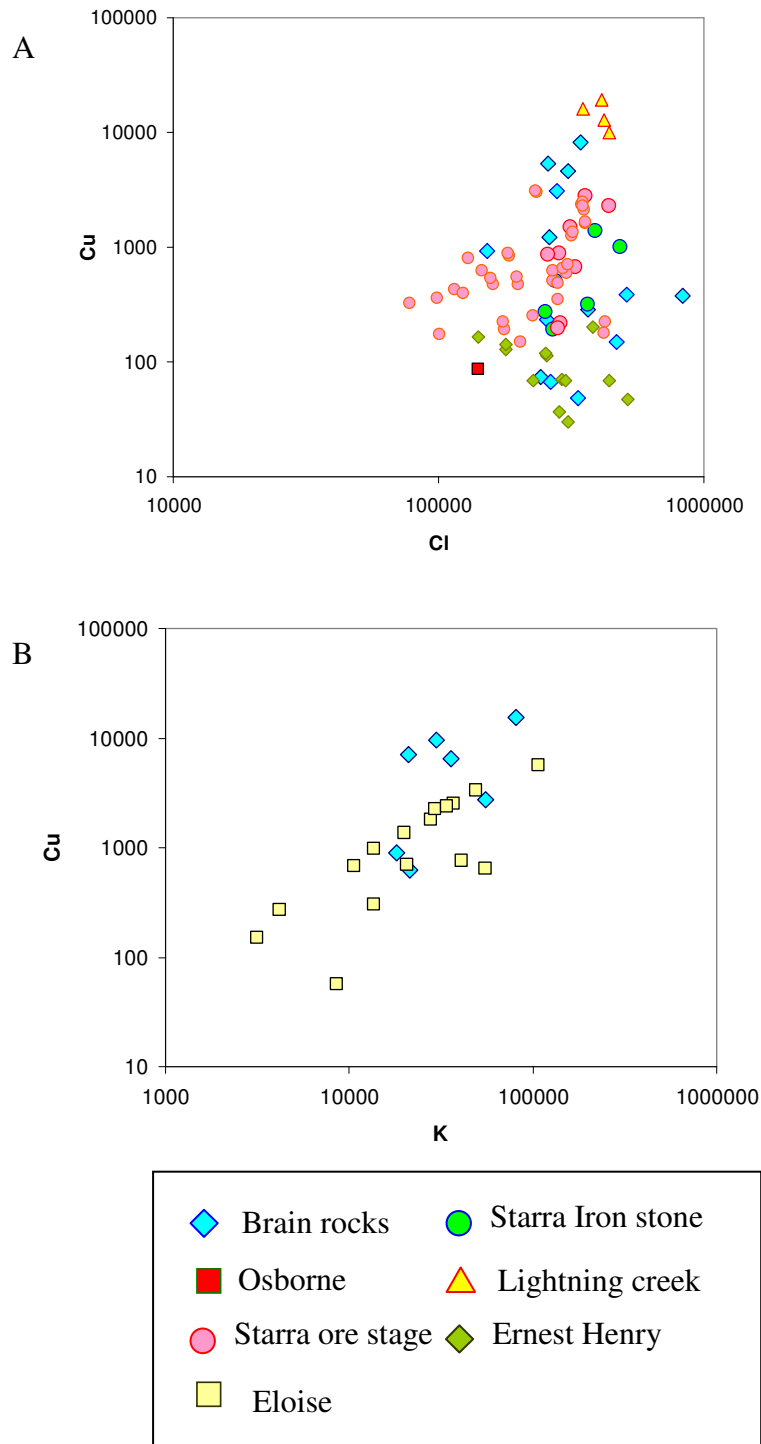 A
100000
10000
1000
100
10
Cu
10000 100000 1000000
Cl
B
100000
10000
1000
100
10
Cu
1000 10000 100000 1000000
K
Brain rocks Starra Iron stone
Osborne Lightning creek
Starra ore stage Ernest Henry
Eloise